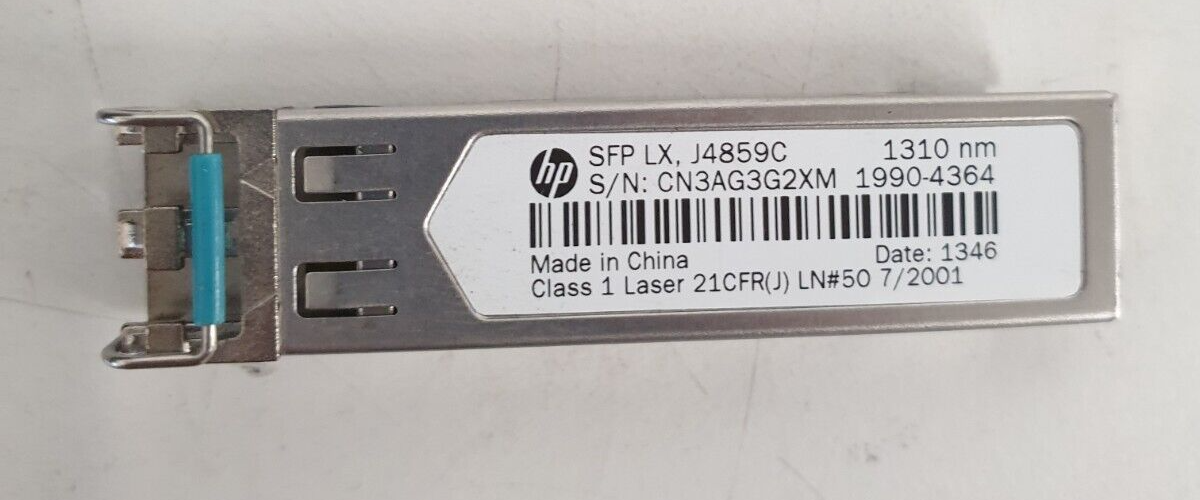 hp SFP LX, J4859C 1310 nm
S/N: CN3AG3G2XM 1990-4364
Made in China Date: 1346
Class 1 Laser 21CFR(J) LN#50 7/2001